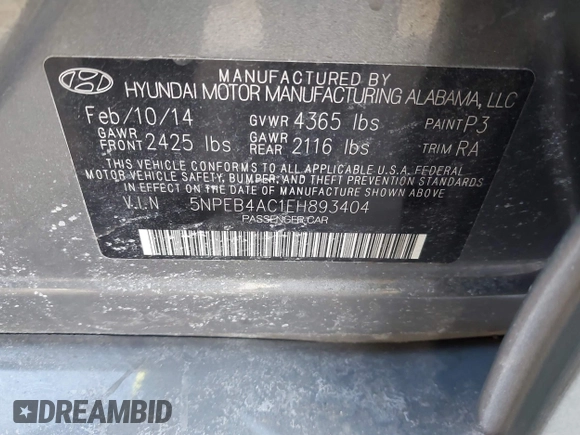 MANUFACTURED BY
HYUNDAI MOTOR MANUFACTURING ALABAMA, LLC
Feb/10/14 GVWR 4365 lbs PAINT P3
GAWR FRONT 2425 lbs GAWR REAR 2116 lbs TRIM RA
THIS VEHICLE CONFORMS TO ALL APPLICABLE U.S.A. FEDERAL
MOTOR VEHICLE SAFETY, BUMPER, AND THEFT PREVENTION STANDARDS
IN EFFECT ON THE DATE OF MANUFACTURE SHOWN ABOVE.
V.I.N 5NPEB4AC1EH893404
PASSENGER CAR
DREAMBID